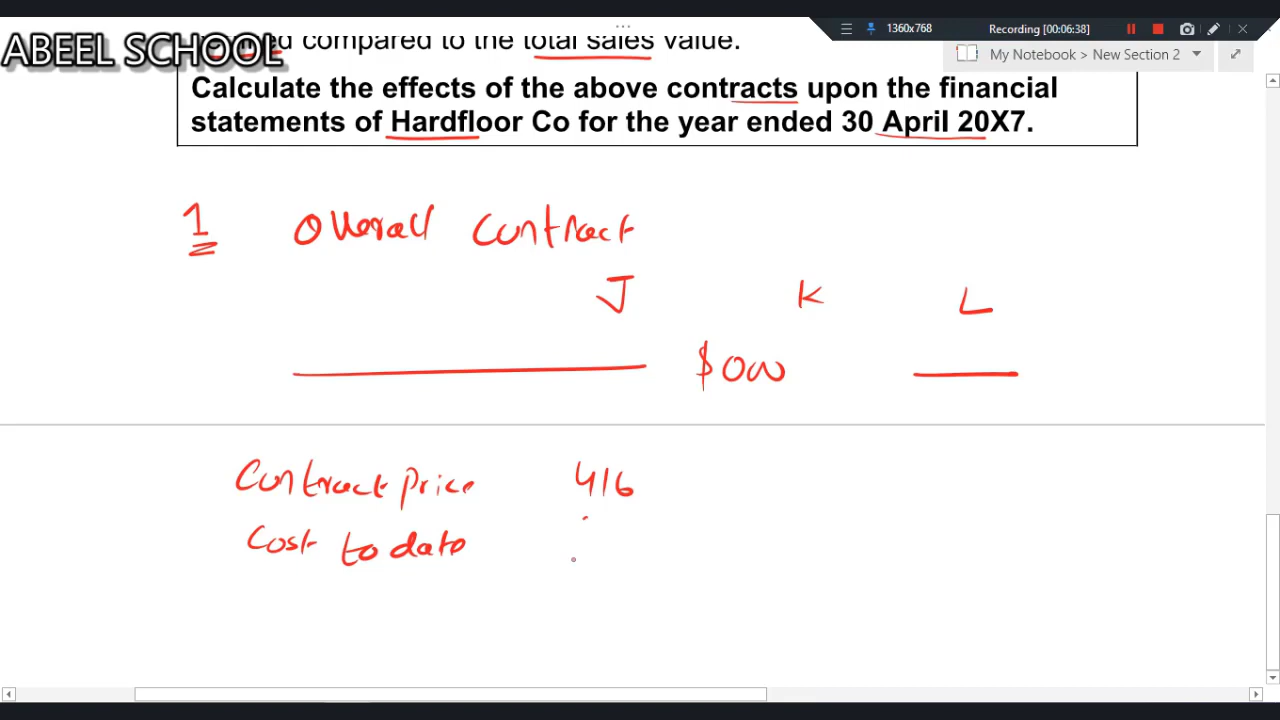 1360x768
Recording [00:06:38]
ABEEL SCHOOL
compared to the total sales value.
My Notebook > New Section 2
Calculate the effects of the above contracts upon the financial
statements of Hardfloor Co for the year ended 30 April 20X7.
1 Overall Contract
J K L
$000
Contract price 416
Cost to date